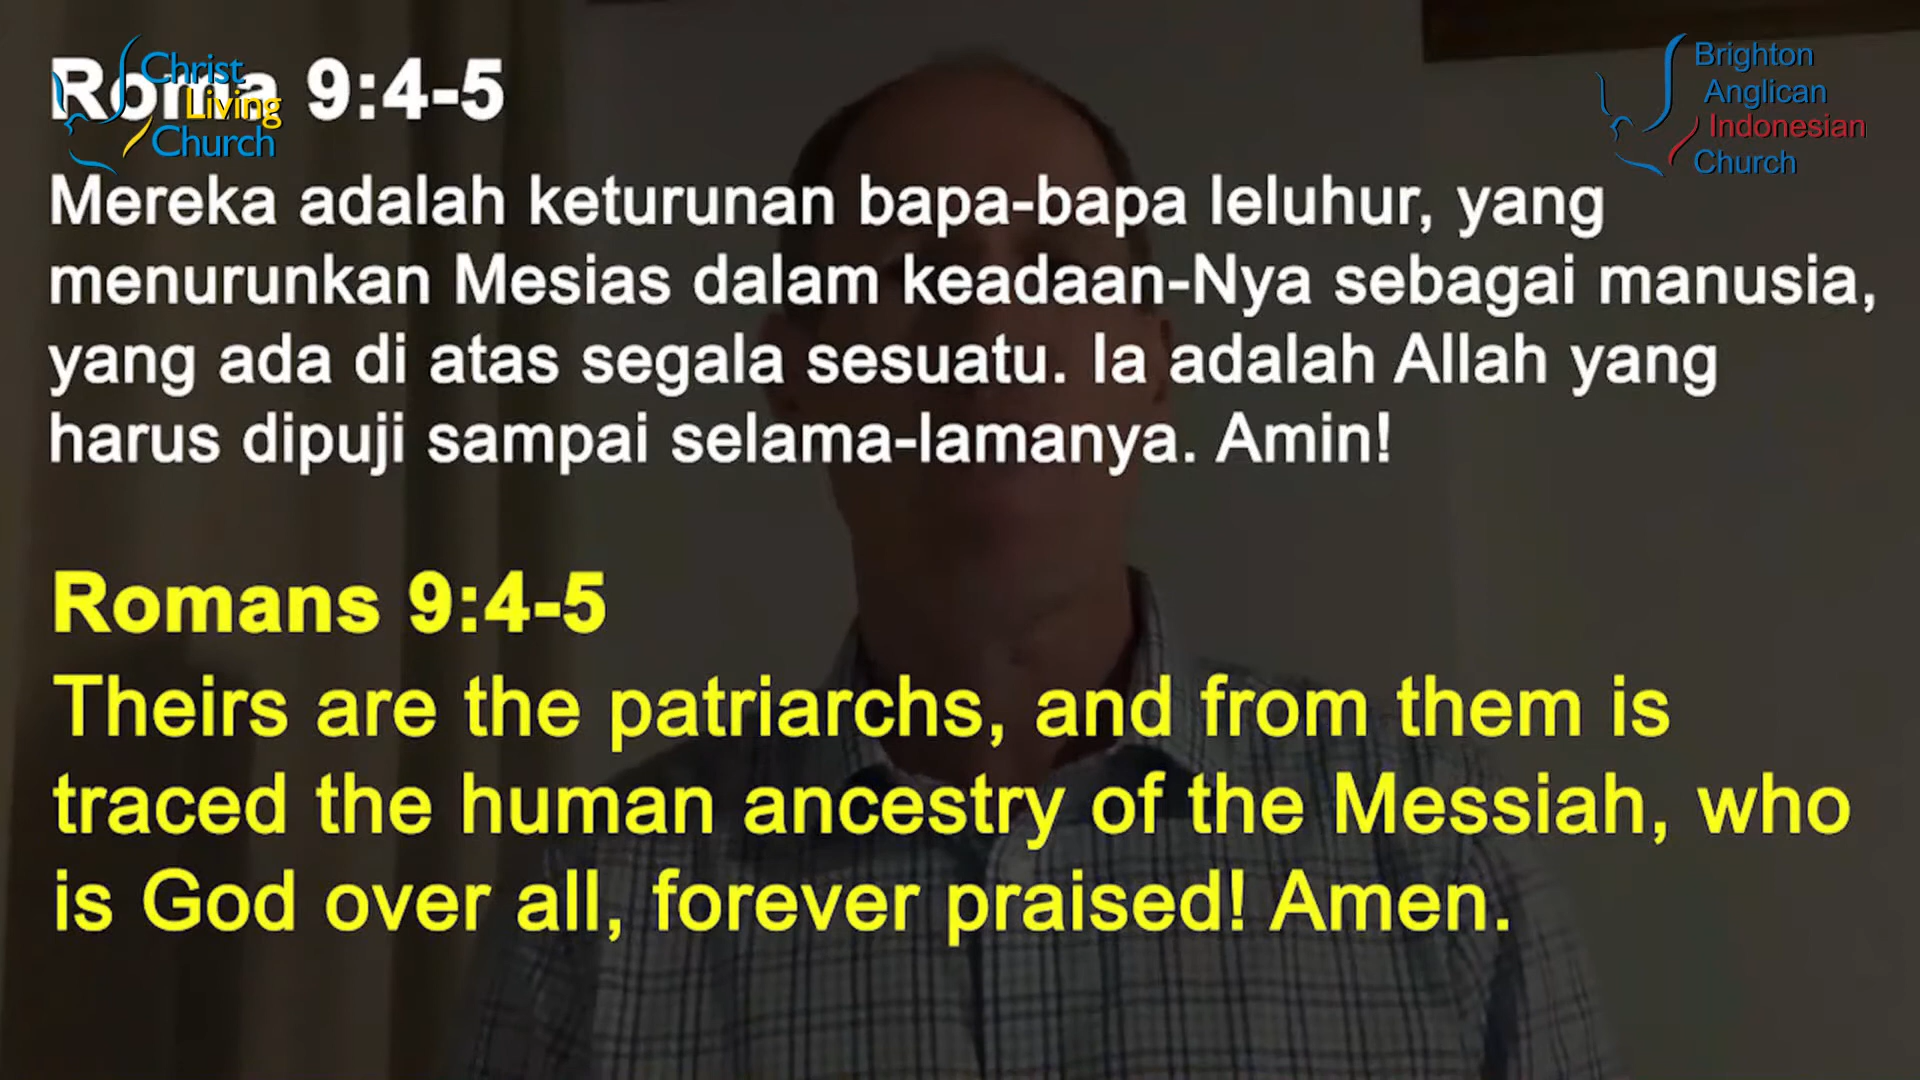 Christ
Living
Church
Brighton
Anglican
Indonesian
Church
Roma 9:4-5
Mereka adalah keturunan bapa-bapa leluhur, yang
menurunkan Mesias dalam keadaan-Nya sebagai manusia,
yang ada di atas segala sesuatu. Ia adalah Allah yang
harus dipuji sampai selama-lamanya. Amin!
Romans 9:4-5
Theirs are the patriarchs, and from them is
traced the human ancestry of the Messiah, who
is God over all, forever praised! Amen.